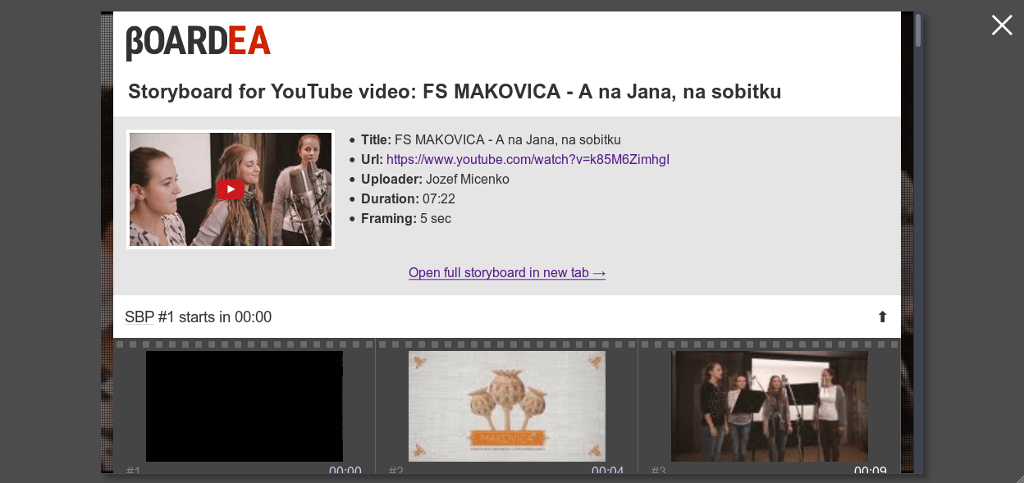 βOARDEA
Storyboard for YouTube video: FS MAKOVICA - A na Jana, na sobitku
• Title: FS MAKOVICA - A na Jana, na sobitku
• Url: https://www.youtube.com/watch?v=k85M6ZimhgI
• Uploader: Jozef Micenko
• Duration: 07:22
• Framing: 5 sec
Open full storyboard in new tab →
SBP #1 starts in 00:00 ⬆
MAKOVICA
#1 00:00 #2 00:04 #3 00:09